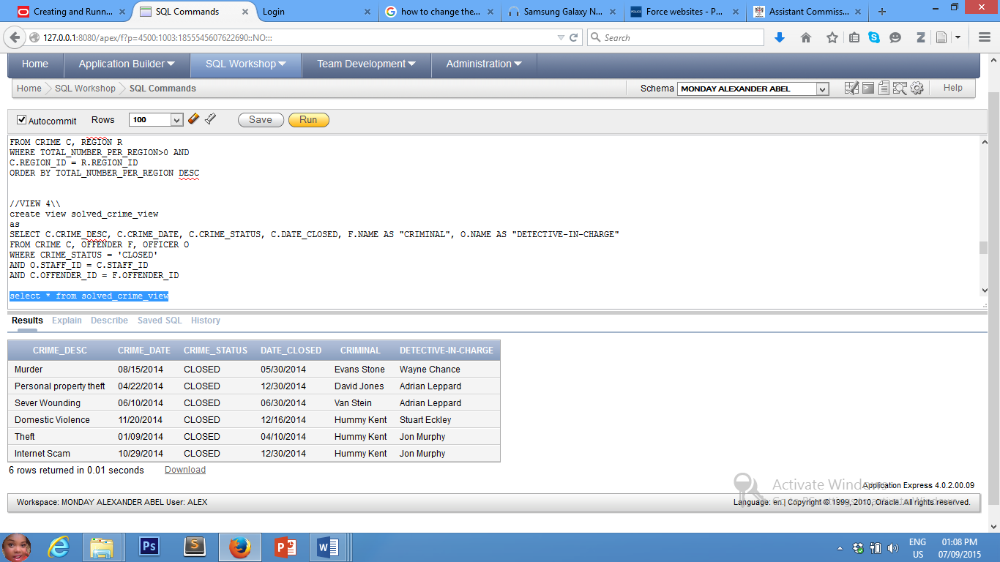 Creating and Runn...
SQL Commands
Login
how to change the...
Samsung Galaxy N...
Force websites - P...
Assistant Commiss...
127.0.0.1:8080/apex/f?p=4500:1003:1855545607622690::NO:::
Search
Home
Application Builder
SQL Workshop
Team Development
Administration
Home
SQL Workshop
SQL Commands
Schema
MONDAY ALEXANDER ABEL
Help
Autocommit
Rows
100
Save
Run
FROM CRIME C, REGION R
WHERE TOTAL_NUMBER_PER_REGION>0 AND
C.REGION_ID = R.REGION_ID
ORDER BY TOTAL_NUMBER_PER_REGION DESC
//VIEW 4\\
create view solved_crime_view
as
SELECT C.CRIME_DESC, C.CRIME_DATE, C.CRIME_STATUS, C.DATE_CLOSED, F.NAME AS "CRIMINAL", O.NAME AS "DETECTIVE-IN-CHARGE"
FROM CRIME C, OFFENDER F, OFFICER O
WHERE CRIME_STATUS = 'CLOSED'
AND O.STAFF_ID = C.STAFF_ID
AND C.OFFENDER_ID = F.OFFENDER_ID
select * from solved_crime_view
Results Explain Describe Saved SQL History
CRIME_DESC CRIME_DATE CRIME_STATUS DATE_CLOSED CRIMINAL DETECTIVE-IN-CHARGE
Murder 08/15/2014 CLOSED 05/30/2014 Evans Stone Wayne Chance
Personal property theft 04/22/2014 CLOSED 12/30/2014 David Jones Adrian Leppard
Sever Wounding 06/10/2014 CLOSED 06/30/2014 Van Stein Adrian Leppard
Domestic Violence 11/20/2014 CLOSED 12/16/2014 Hummy Kent Stuart Eckley
Theft 01/09/2014 CLOSED 04/10/2014 Hummy Kent Jon Murphy
Internet Scam 10/29/2014 CLOSED 12/30/2014 Hummy Kent Jon Murphy
6 rows returned in 0.01 seconds
Download
Activate Windows
Application Express 4.0.2.00.09
Go to PC settings to activate Windows.
Workspace: MONDAY ALEXANDER ABEL User: ALEX
Language: en | Copyright © 1999, 2010, Oracle. All rights reserved.
Ps
S
P
W
ENG
US
01:08 PM
07/09/2015